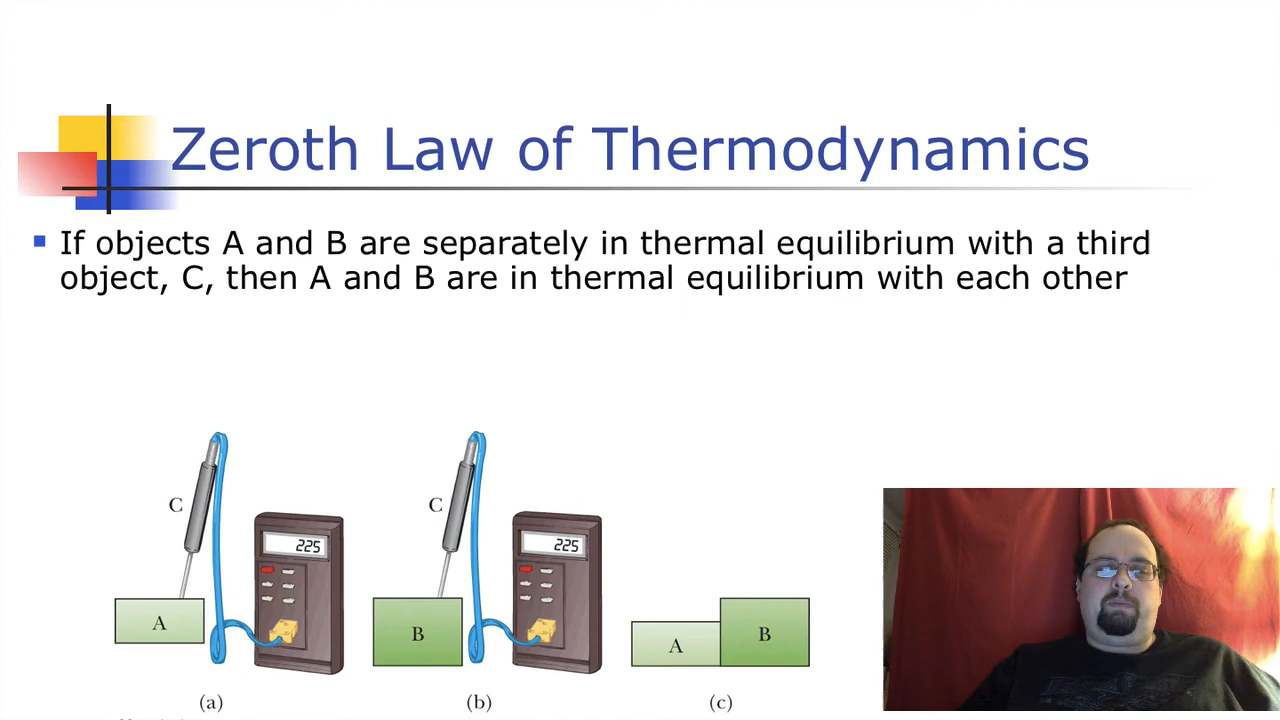 Zeroth Law of Thermodynamics
If objects A and B are separately in thermal equilibrium with a third
object, C, then A and B are in thermal equilibrium with each other
C
225
A
(a)
C
225
B
(b)
A
B
(c)